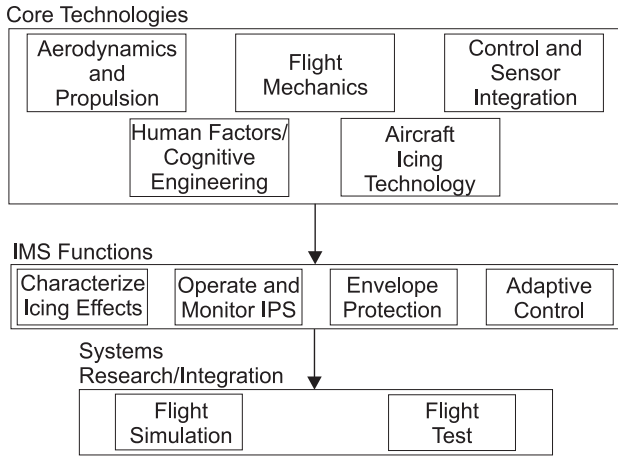 Core Technologies
Aerodynamics
and
Propulsion
Flight
Mechanics
Control and
Sensor
Integration
Human Factors/
Cognitive
Engineering
Aircraft
Icing
Technology
IMS Functions
Characterize
Icing Effects
Operate and
Monitor IPS
Envelope
Protection
Adaptive
Control
Systems
Research/Integration
Flight
Simulation
Flight
Test